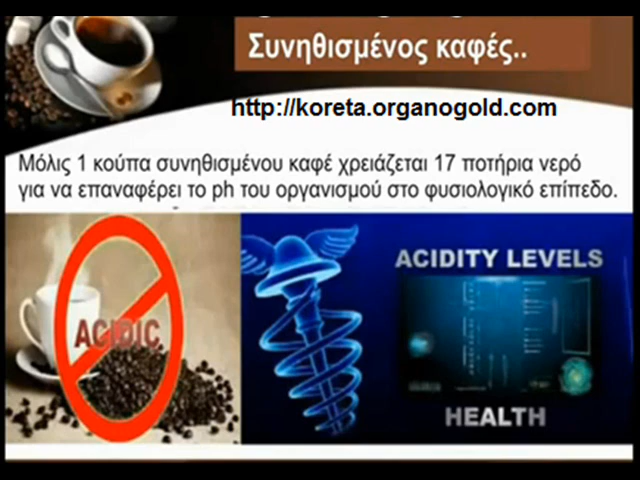 Συνηθισμένος καφές..
http://koreta.organogold.com
Μόλις 1 κούπα συνηθισμένου καφέ χρειάζεται 17 ποτήρια νερό
για να επαναφέρει το ph του οργανισμού στο φυσιολογικό επίπεδο.
ACIDIC
ACIDITY LEVELS
HEALTH